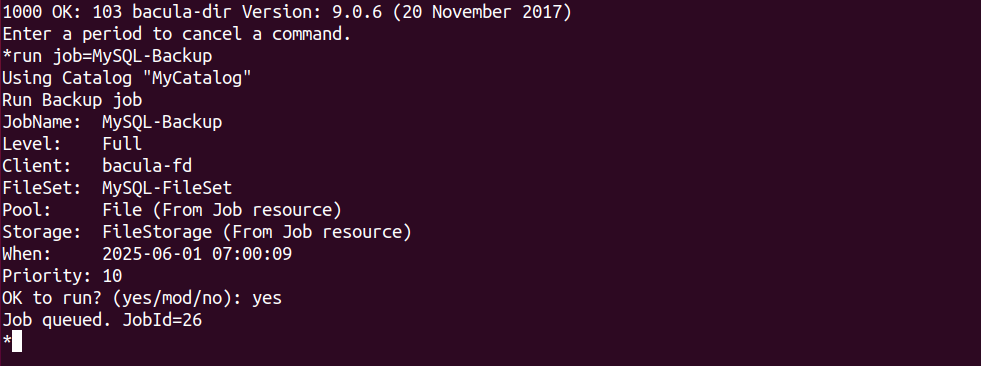 1000 OK: 103 bacula-dir Version: 9.0.6 (20 November 2017)
Enter a period to cancel a command.
*run job=MySQL-Backup
Using Catalog "MyCatalog"
Run Backup job
JobName:  MySQL-Backup
Level:    Full
Client:   bacula-fd
FileSet:  MySQL-FileSet
Pool:     File (From Job resource)
Storage:  FileStorage (From Job resource)
When:     2025-06-01 07:00:09
Priority: 10
OK to run? (yes/mod/no): yes
Job queued. JobId=26
*